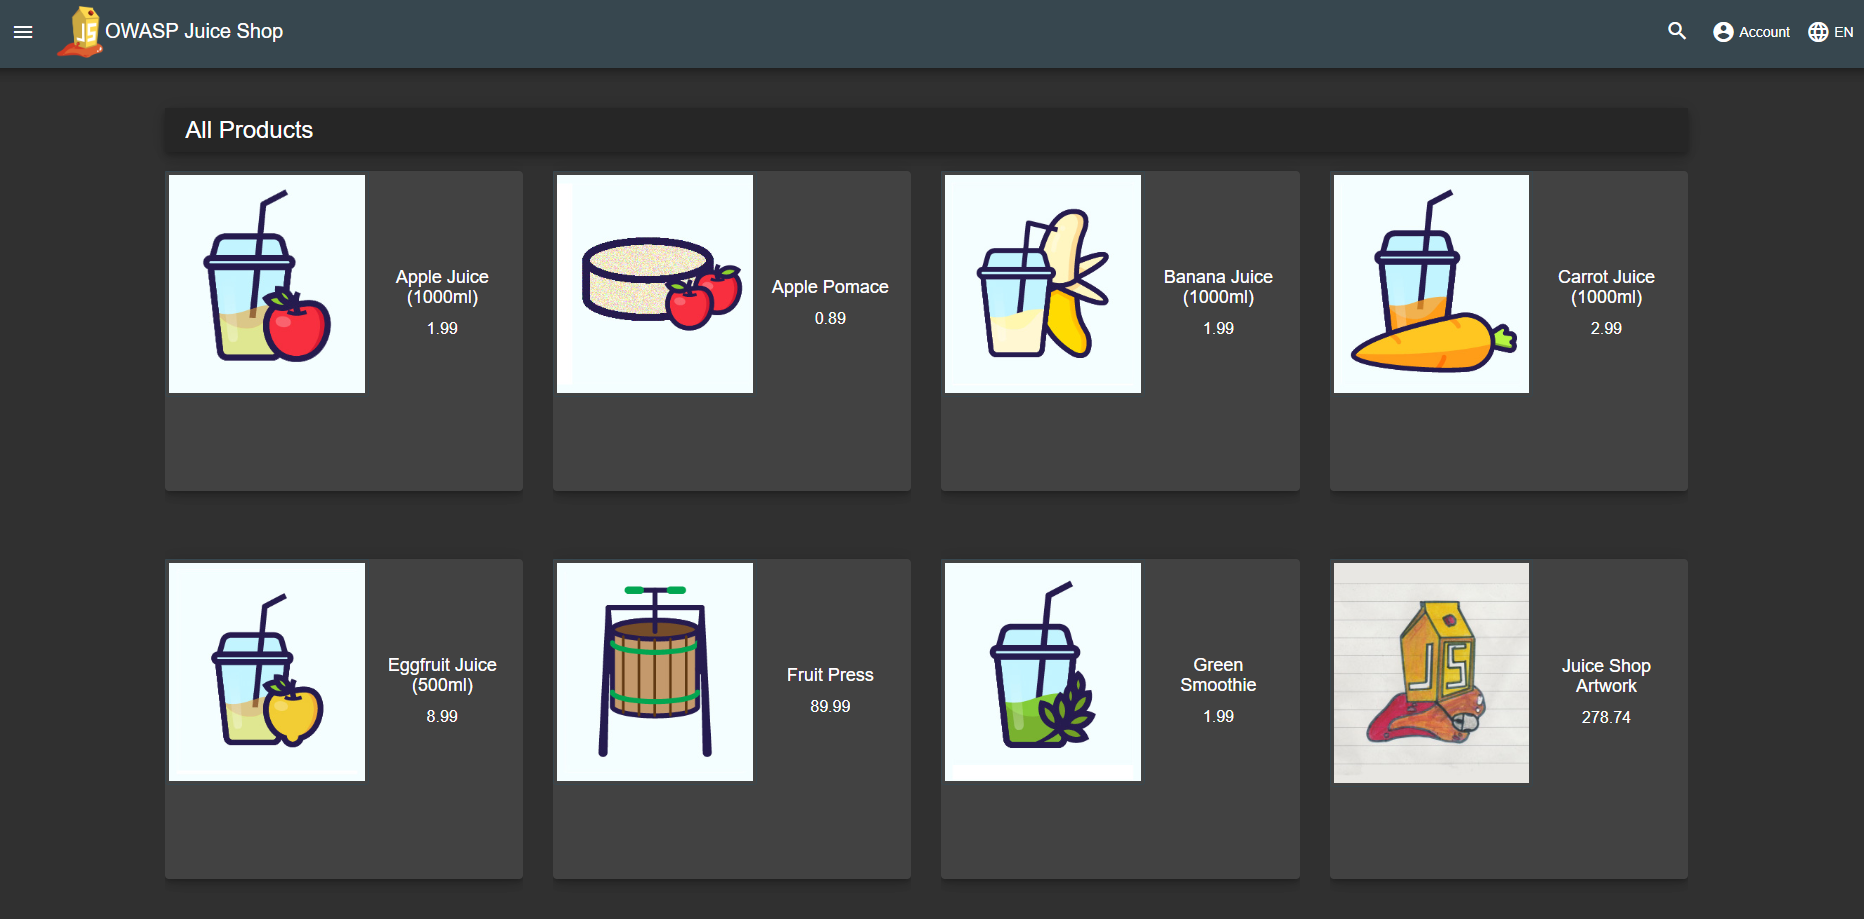 JS
OWASP Juice Shop
Account
EN
All Products
Apple Juice
(1000ml)
1.99
Apple Pomace
0.89
Banana Juice
(1000ml)
1.99
Carrot Juice
(1000ml)
2.99
Eggfruit Juice
(500ml)
8.99
Fruit Press
89.99
Green
Smoothie
1.99
JS
Juice Shop
Artwork
278.74